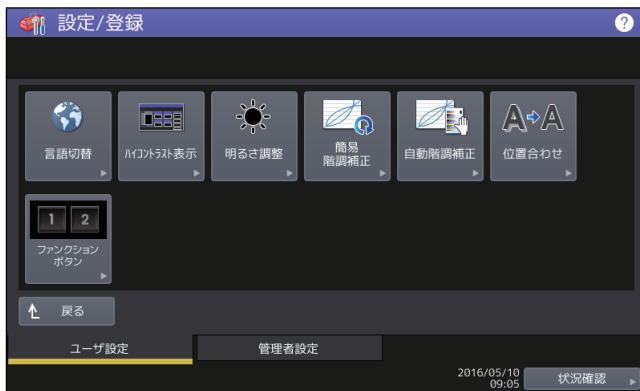 設定/登録
?
言語切替
ハイコントラスト表示
明るさ調整
簡易
階調補正
自動階調補正
A A
位置合わせ
1 2
ファンクション
ボタン
戻る
ユーザ設定
管理者設定
2016/05/10
09:05
状況確認